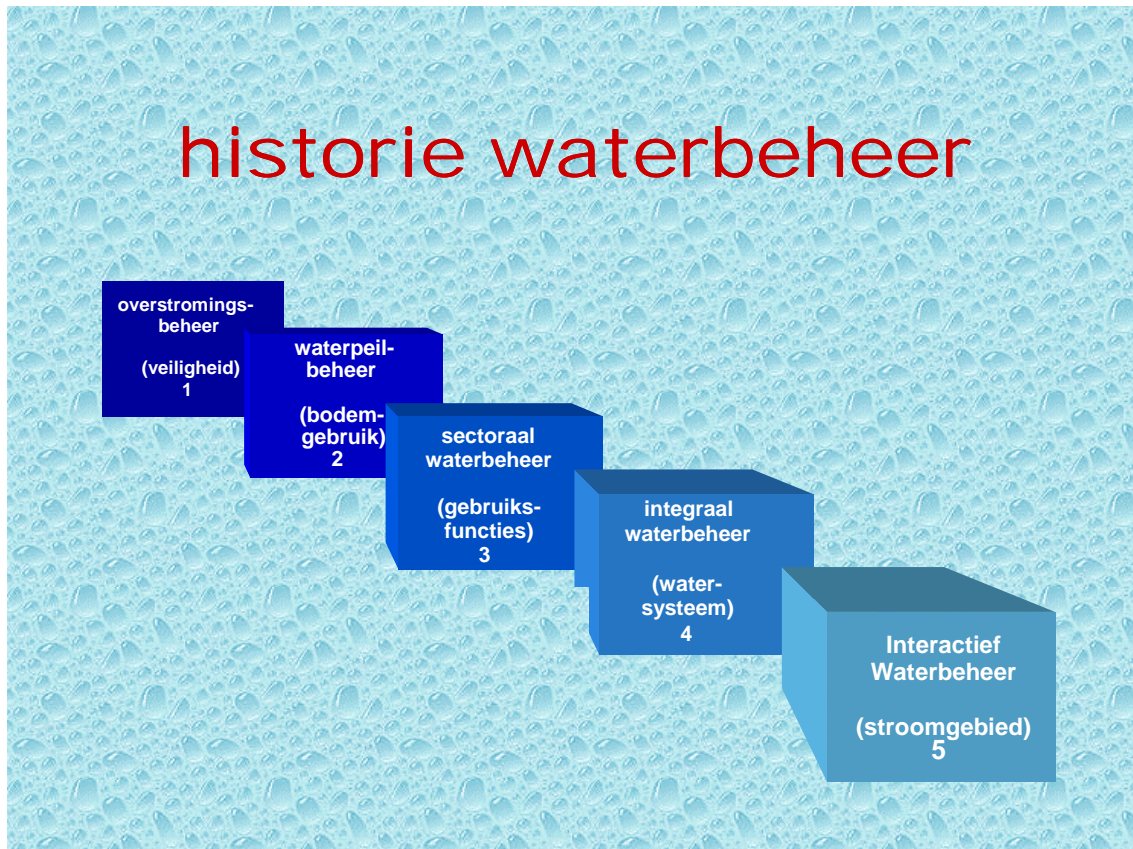 historie waterbeheer
overstromings-
beheer
(veiligheid)
1
waterpeil-
beheer
(bodem-
gebruik)
2
sectoraal
waterbeheer
(gebruiks-
functies)
3
integraal
waterbeheer
(water-
systeem)
4
Interactief
Waterbeheer
(stroomgebied)
5